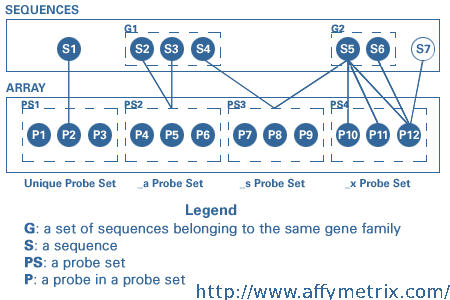 SEQUENCES
G1 G2
S1 S2 S3 S4 S5 S6 S7
ARRAY
PS1 PS2 PS3 PS4
P1 P2 P3 P4 P5 P6 P7 P8 P9 P10 P11 P12
Unique Probe Set _a Probe Set _s Probe Set _x Probe Set
Legend
G: a set of sequences belonging to the same gene family
S: a sequence
PS: a probe set
P: a probe in a probe set
http://www.affymetrix.com/